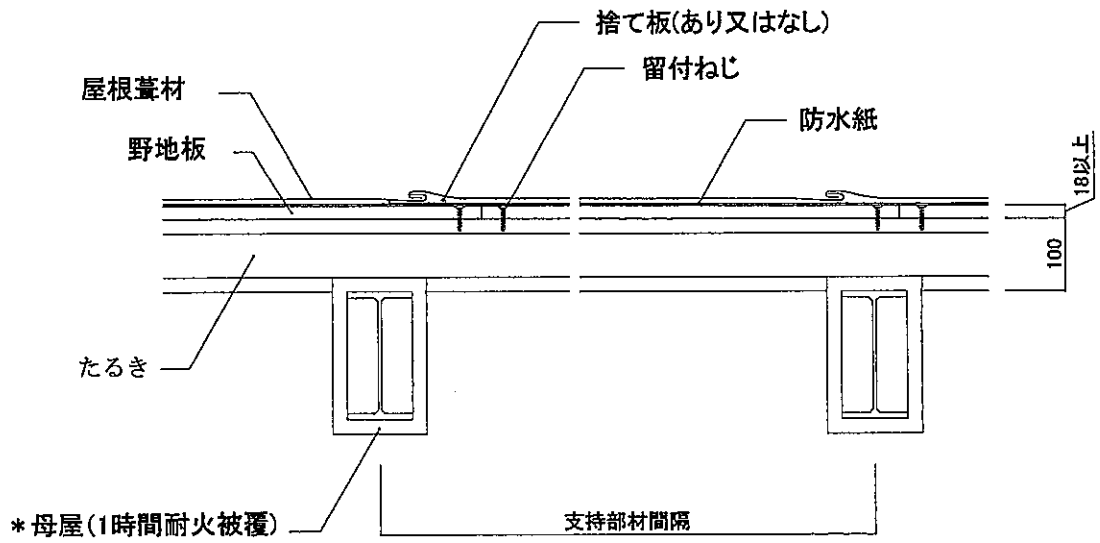 捨て板(あり又はなし)
留付ねじ
屋根葺材
防水紙
野地板
18以上
100
たるき
＊母屋(1時間耐火被覆)
支持部材間隔